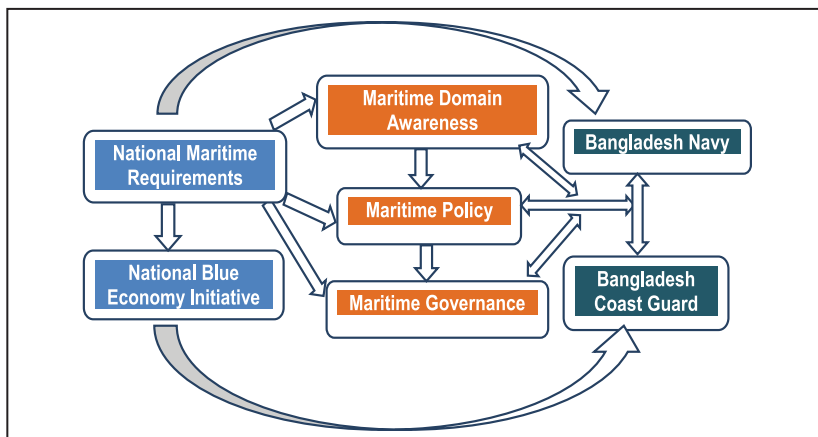 Maritime Domain
Awareness
National Maritime
Requirements
Bangladesh Navy
Maritime Policy
National Blue
Economy Initiative
Maritime Governance
Bangladesh
Coast Guard